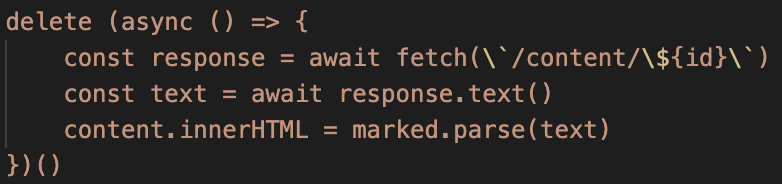 delete (async () => {
    const response = await fetch(\`/content/\${id}\`)
    const text = await response.text()
    content.innerHTML = marked.parse(text)
})()